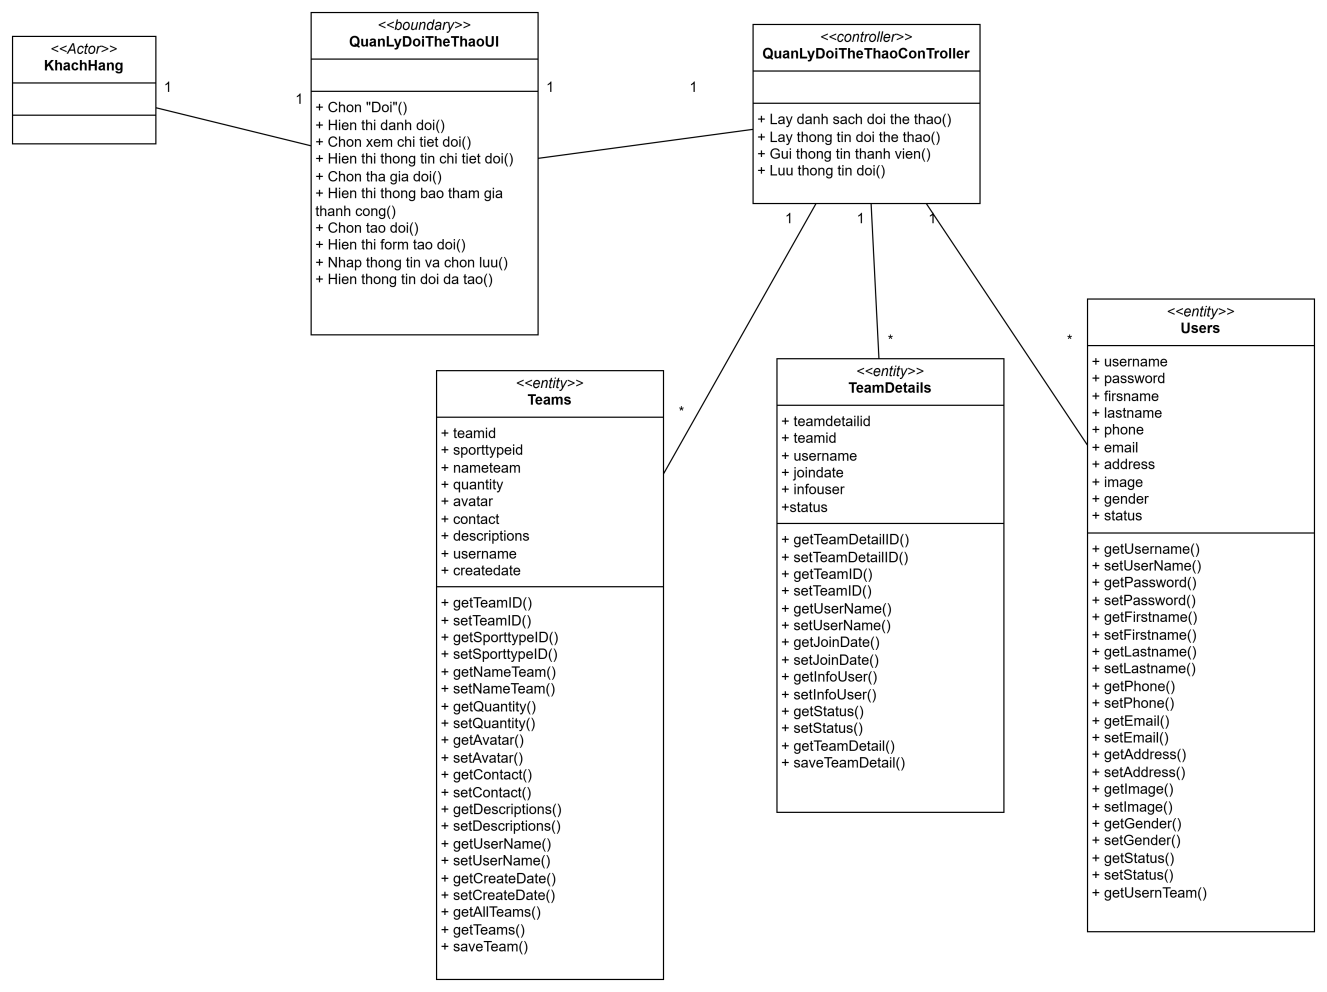 <<Actor>>
KhachHang
1
1
<<boundary>>
QuanLyDoiTheThaoUI
+ Chon "Doi"()
+ Hien thi danh doi()
+ Chon xem chi tiet doi()
+ Hien thi thong tin chi tiet doi()
+ Chon tha gia doi()
+ Hien thi thong bao tham gia
thanh cong()
+ Chon tao doi()
+ Hien thi form tao doi()
+ Nhap thong tin va chon luu()
+ Hien thong tin doi da tao()
1
1
<<controller>>
QuanLyDoiTheThaoConTroller
+ Lay danh sach doi the thao()
+ Lay thong tin doi the thao()
+ Gui thong tin thanh vien()
+ Luu thong tin doi()
1
1
1
*
*
*
<<entity>>
Teams
+ teamid
+ sporttypeid
+ nameteam
+ quantity
+ avatar
+ contact
+ descriptions
+ username
+ createdate
+ getTeamID()
+ setTeamID()
+ getSporttypeID()
+ setSporttypeID()
+ getNameTeam()
+ setNameTeam()
+ getQuantity()
+ setQuantity()
+ getAvatar()
+ setAvatar()
+ getContact()
+ setContact()
+ getDescriptions()
+ setDescriptions()
+ getUserName()
+ setUserName()
+ getCreateDate()
+ setCreateDate()
+ getAllTeams()
+ getTeams()
+ saveTeam()
<<entity>>
TeamDetails
+ teamdetailid
+ teamid
+ username
+ joindate
+ infouser
+status
+ getTeamDetailID()
+ setTeamDetailID()
+ getTeamID()
+ setTeamID()
+ getUserName()
+ setUserName()
+ getJoinDate()
+ setJoinDate()
+ getInfoUser()
+ setInfoUser()
+ getStatus()
+ setStatus()
+ getTeamDetail()
+ saveTeamDetail()
<<entity>>
Users
+ username
+ password
+ firsname
+ lastname
+ phone
+ email
+ address
+ image
+ gender
+ status
+ getUsername()
+ setUserName()
+ getPassword()
+ setPassword()
+ getFirstname()
+ setFirstname()
+ getLastname()
+ setLastname()
+ getPhone()
+ setPhone()
+ getEmail()
+ setEmail()
+ getAddress()
+ setAddress()
+ getImage()
+ setImage()
+ getGender()
+ setGender()
+ getStatus()
+ setStatus()
+ getUsernTeam()